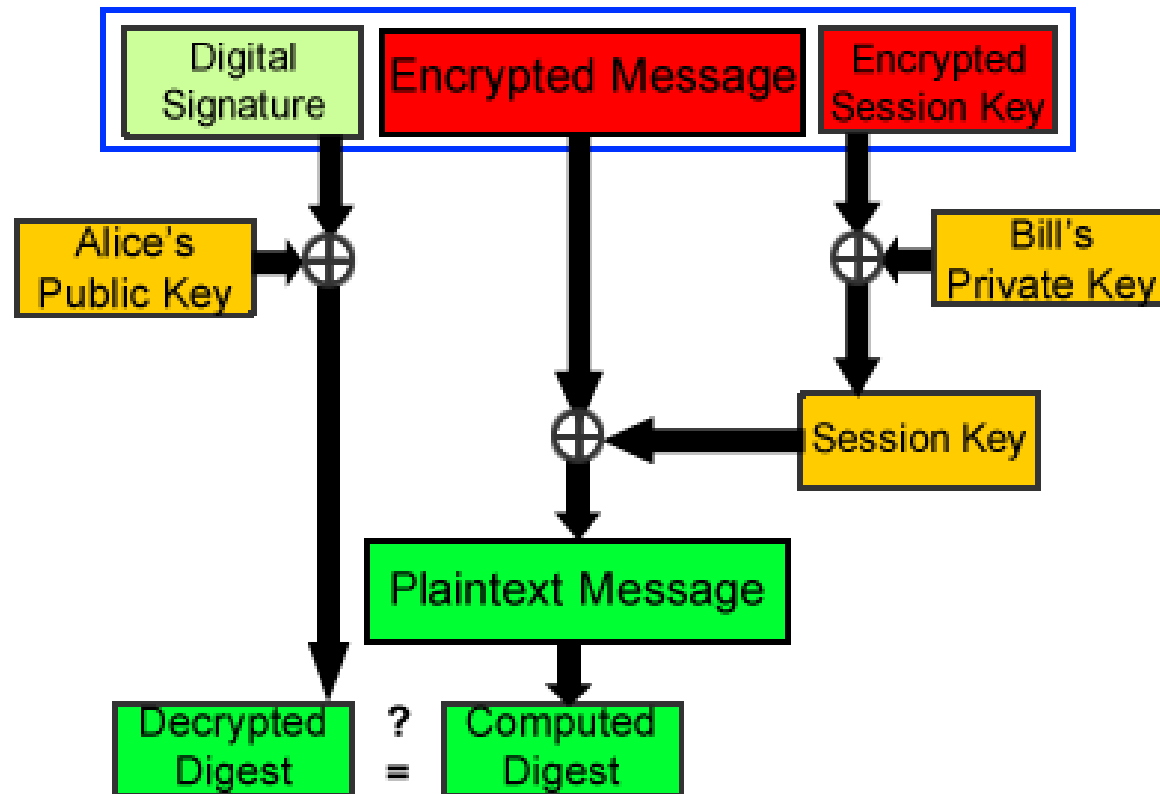 Digital
Signature
Encrypted Message
Encrypted
Session Key
Alice's
Public Key
Bill's
Private Key
Session Key
Plaintext Message
Decrypted
Digest
?
=
Computed
Digest